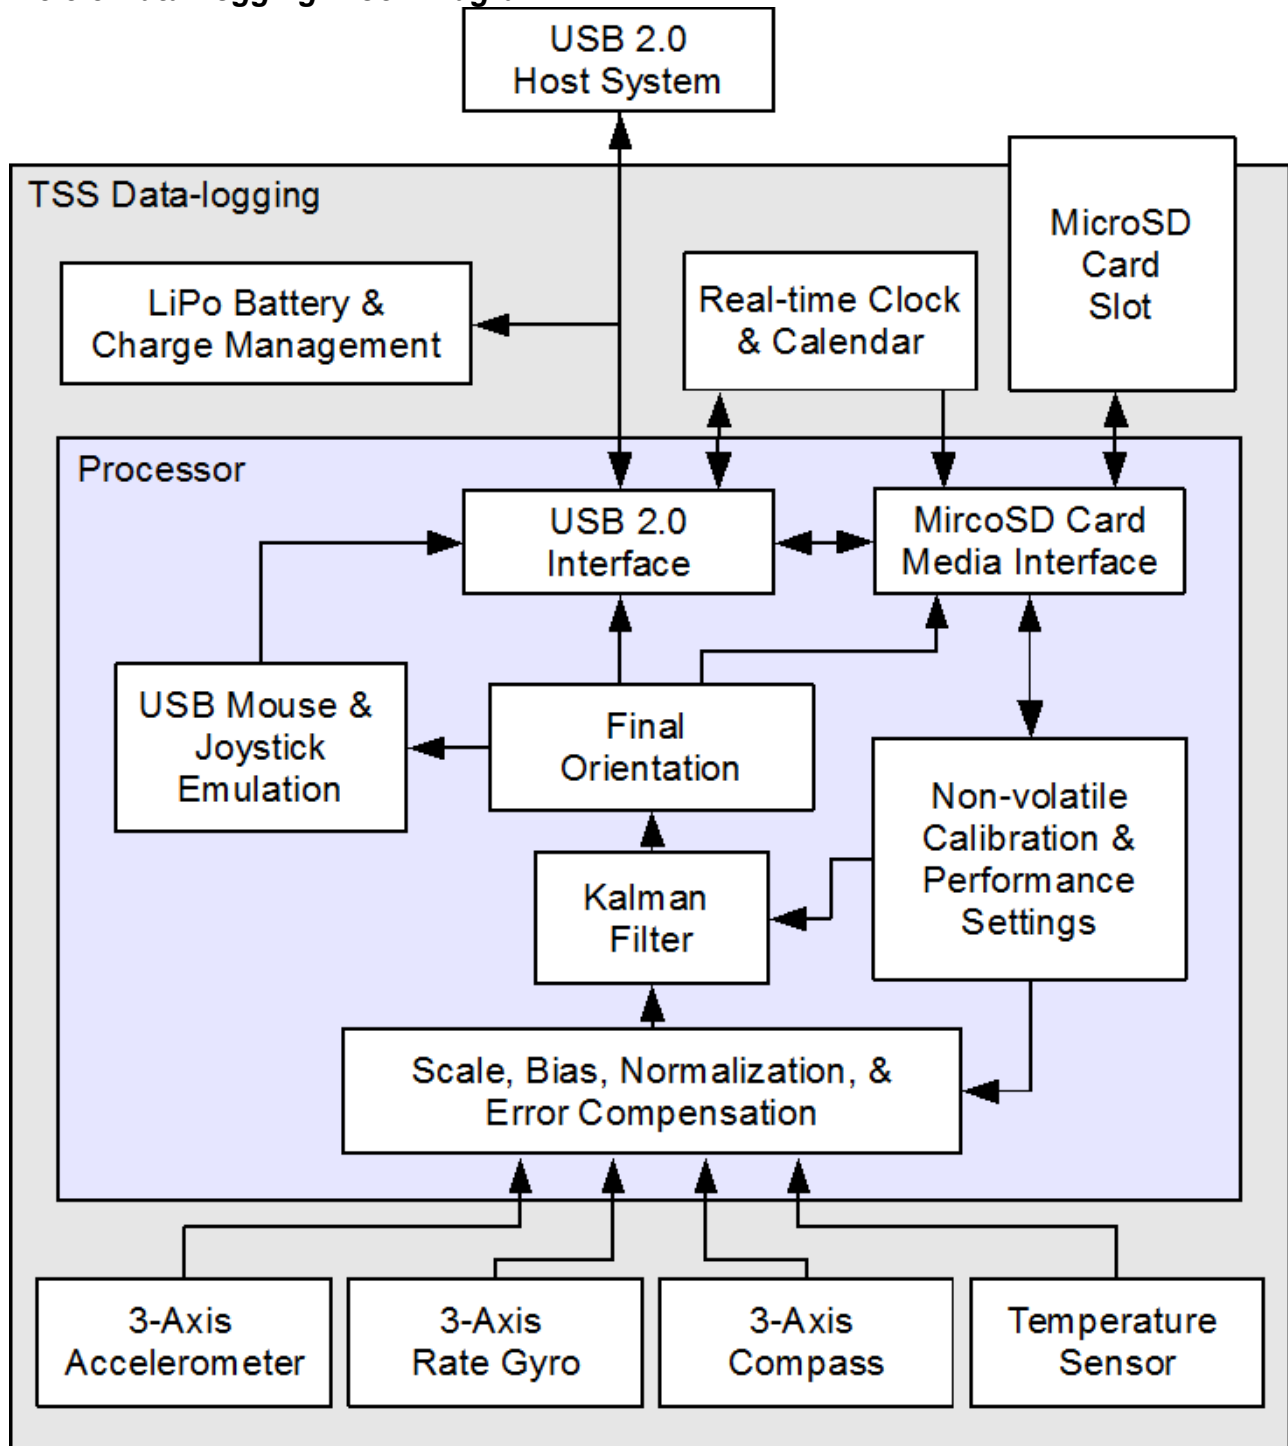 USB 2.0
Host System
TSS Data-logging
MicroSD
Card
Slot
LiPo Battery &
Charge Management
Real-time Clock
& Calendar
Processor
USB 2.0
Interface
MircoSD Card
Media Interface
USB Mouse &
Joystick
Emulation
Final
Orientation
Non-volatile
Calibration &
Performance
Settings
Kalman
Filter
Scale, Bias, Normalization, &
Error Compensation
3-Axis
Accelerometer
3-Axis
Rate Gyro
3-Axis
Compass
Temperature
Sensor